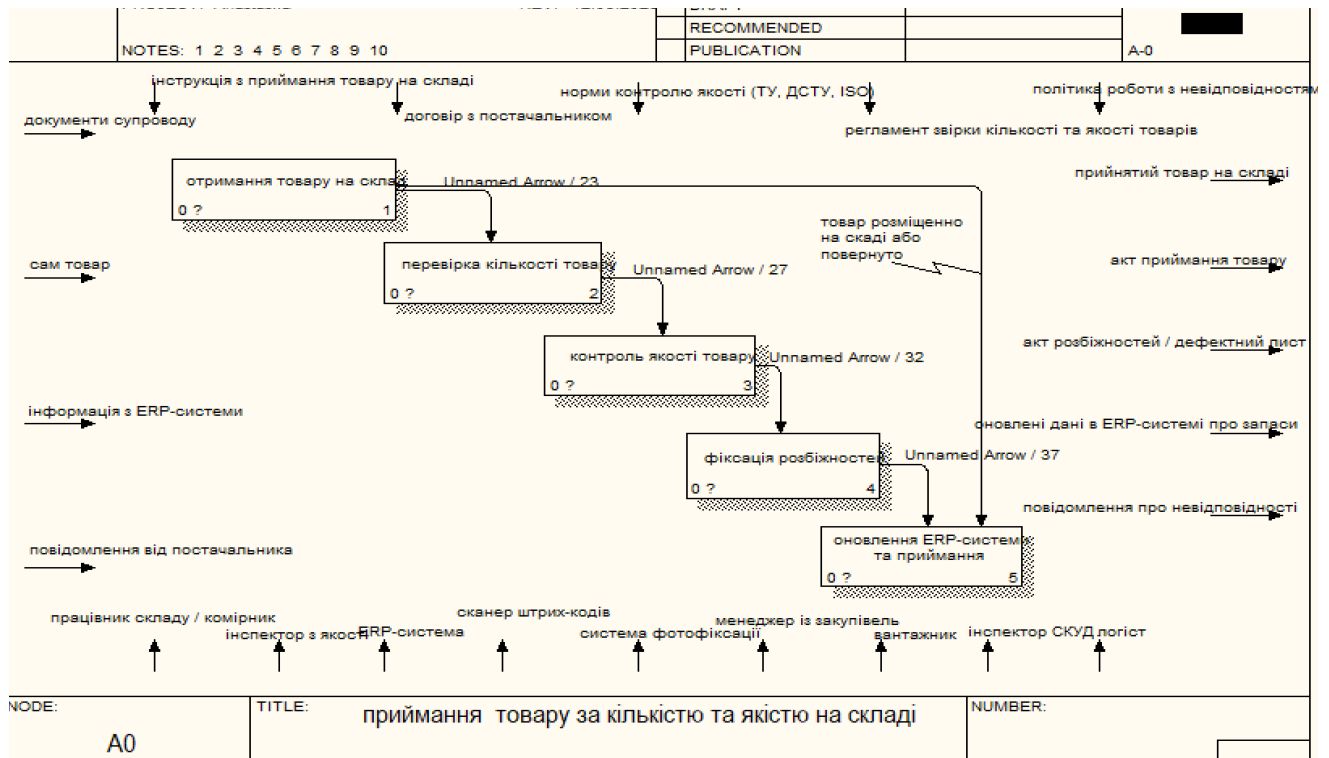 RECOMMENDED
NOTES: 1 2 3 4 5 6 7 8 9 10
PUBLICATION
A-0
інструкція з приймання товару на складі
норми контролю якості (ТУ, ДСТУ, ISO)
політика роботи з невідповідностям
документи супроводу
договір з постачальником
регламент звірки кількості та якості товарів
отримання товару на склад
0 ?
1
Unnamed Arrow / 23
прийнятий товар на складі
товар розміщенно
на скаді або
повернуто
сам товар
перевірка кількості товару
0 ?
2
Unnamed Arrow / 27
акт приймання товару
контроль якості товару
0 ?
3
Unnamed Arrow / 32
акт розбіжностей / дефектний лист
інформація з ERP-системи
оновлені дані в ERP-системі про запаси
фіксація розбіжностей
0 ?
4
Unnamed Arrow / 37
повідомлення про невідповідності
повідомлення від постачальника
оновлення ERP-системи
та приймання
0 ?
5
працівник складу / комірник
інспектор з якості
ERP-система
сканер штрих-кодів
система фотофіксації
менеджер із закупівель
вантажник
інспектор СКУД
логіст
NODE:
A0
TITLE:
приймання товару за кількістю та якістю на складі
NUMBER: